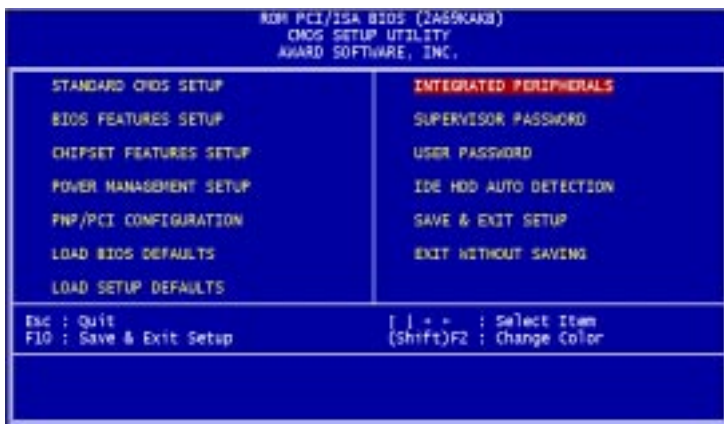 ROM PCI/ISA BIOS (2A69KAKB)
CMOS SETUP UTILITY
AWARD SOFTWARE, INC.
STANDARD CMOS SETUP
BIOS FEATURES SETUP
CHIPSET FEATURES SETUP
POWER MANAGEMENT SETUP
PNP/PCI CONFIGURATION
LOAD BIOS DEFAULTS
LOAD SETUP DEFAULTS
INTEGRATED PERIPHERALS
SUPERVISOR PASSWORD
USER PASSWORD
IDE HDD AUTO DETECTION
SAVE & EXIT SETUP
EXIT WITHOUT SAVING
Esc : Quit
F10 : Save & Exit Setup
: Select Item
(Shift)F2 : Change Color